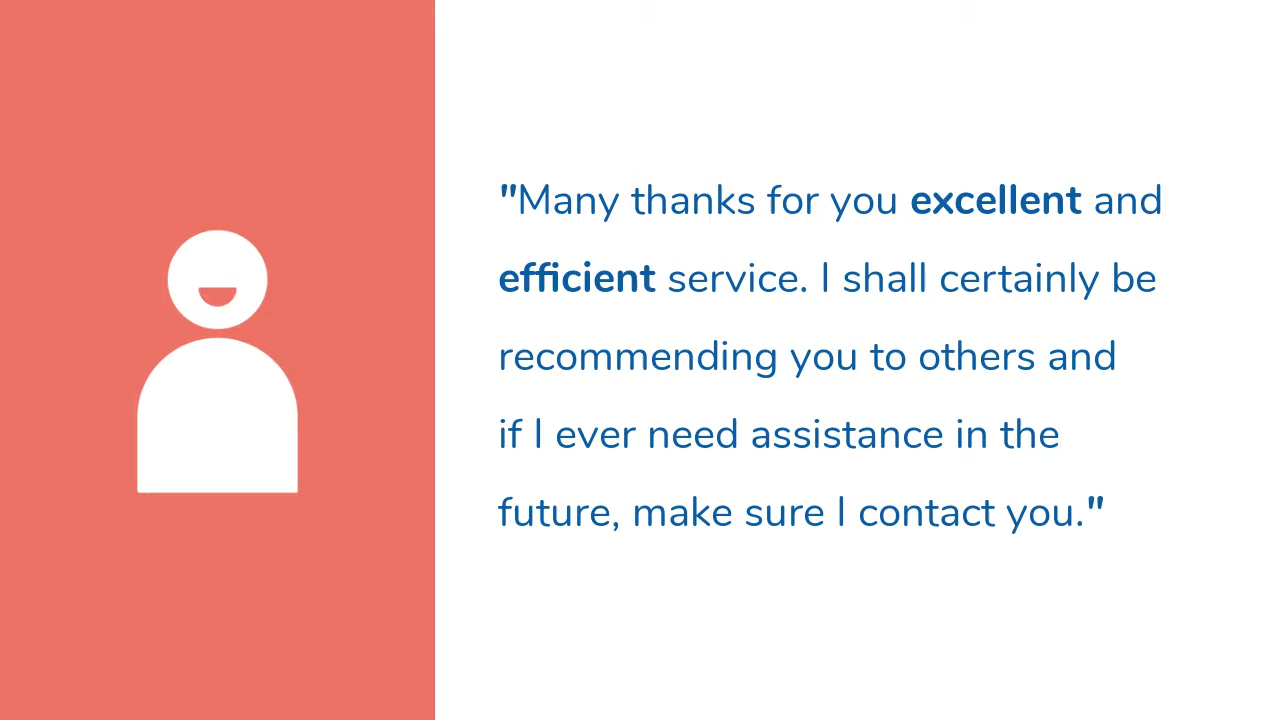 "Many thanks for you excellent and
efficient service. I shall certainly be
recommending you to others and
if I ever need assistance in the
future, make sure I contact you."